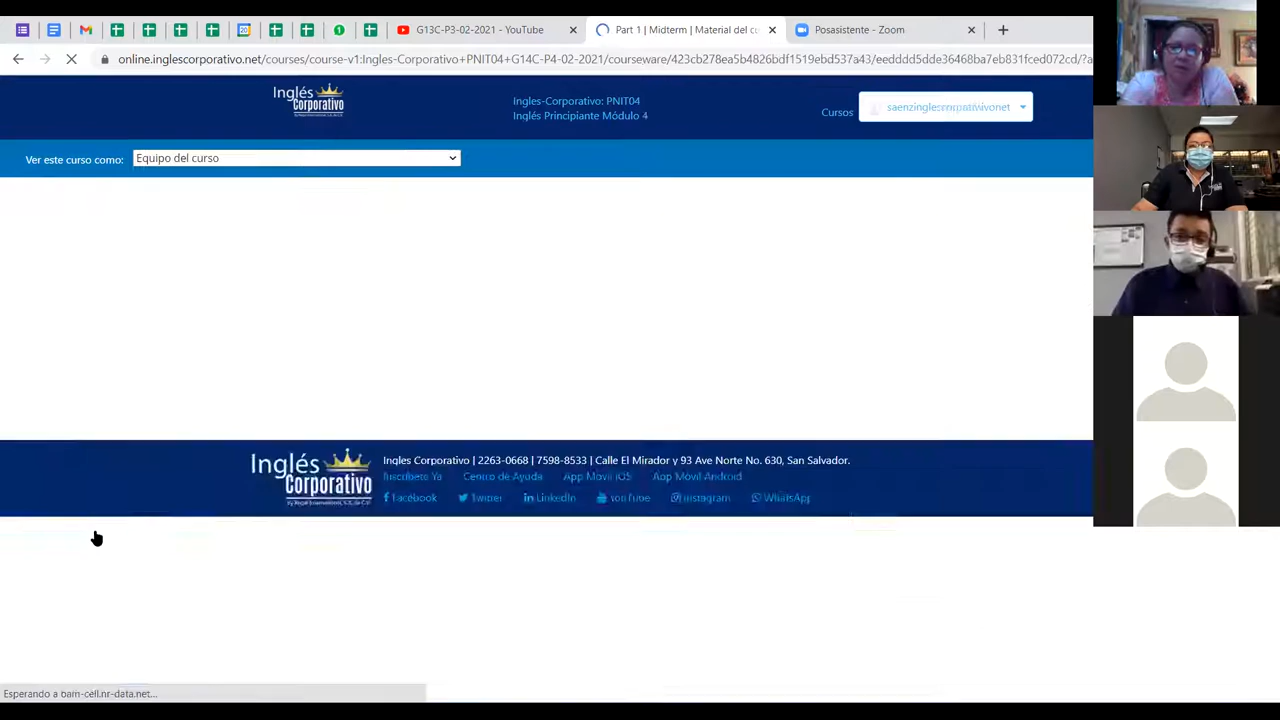 G13C-P3-02-2021 - YouTube
Part 1 | Midterm | Material del cu
Posasistente - Zoom
online.inglescorporativo.net/courses/course-v1:Ingles-Corporativo+PNIT04+G14C-P4-02-2021/courseware/423cb278ea5b4826bdf1519ebd537a43/eedddd5dde36468ba7eb831fced072cd/?a
Inglés Corporativo
Ingles-Corporativo: PNIT04
Inglés Principiante Módulo 4
Cursos
Ver este curso como:
Equipo del curso
Inglés Corporativo
Ingles Corporativo | 2263-0668 | 7598-8533 | Calle El Mirador y 93 Ave Norte No. 630, San Salvador.
Inscríbete Ya Centro de Ayuda App Móvil iOS App Móvil Android
Facebook Twitter LinkedIn YouTube Instagram WhatsApp
Esperando a bam-cell.nr-data.net...